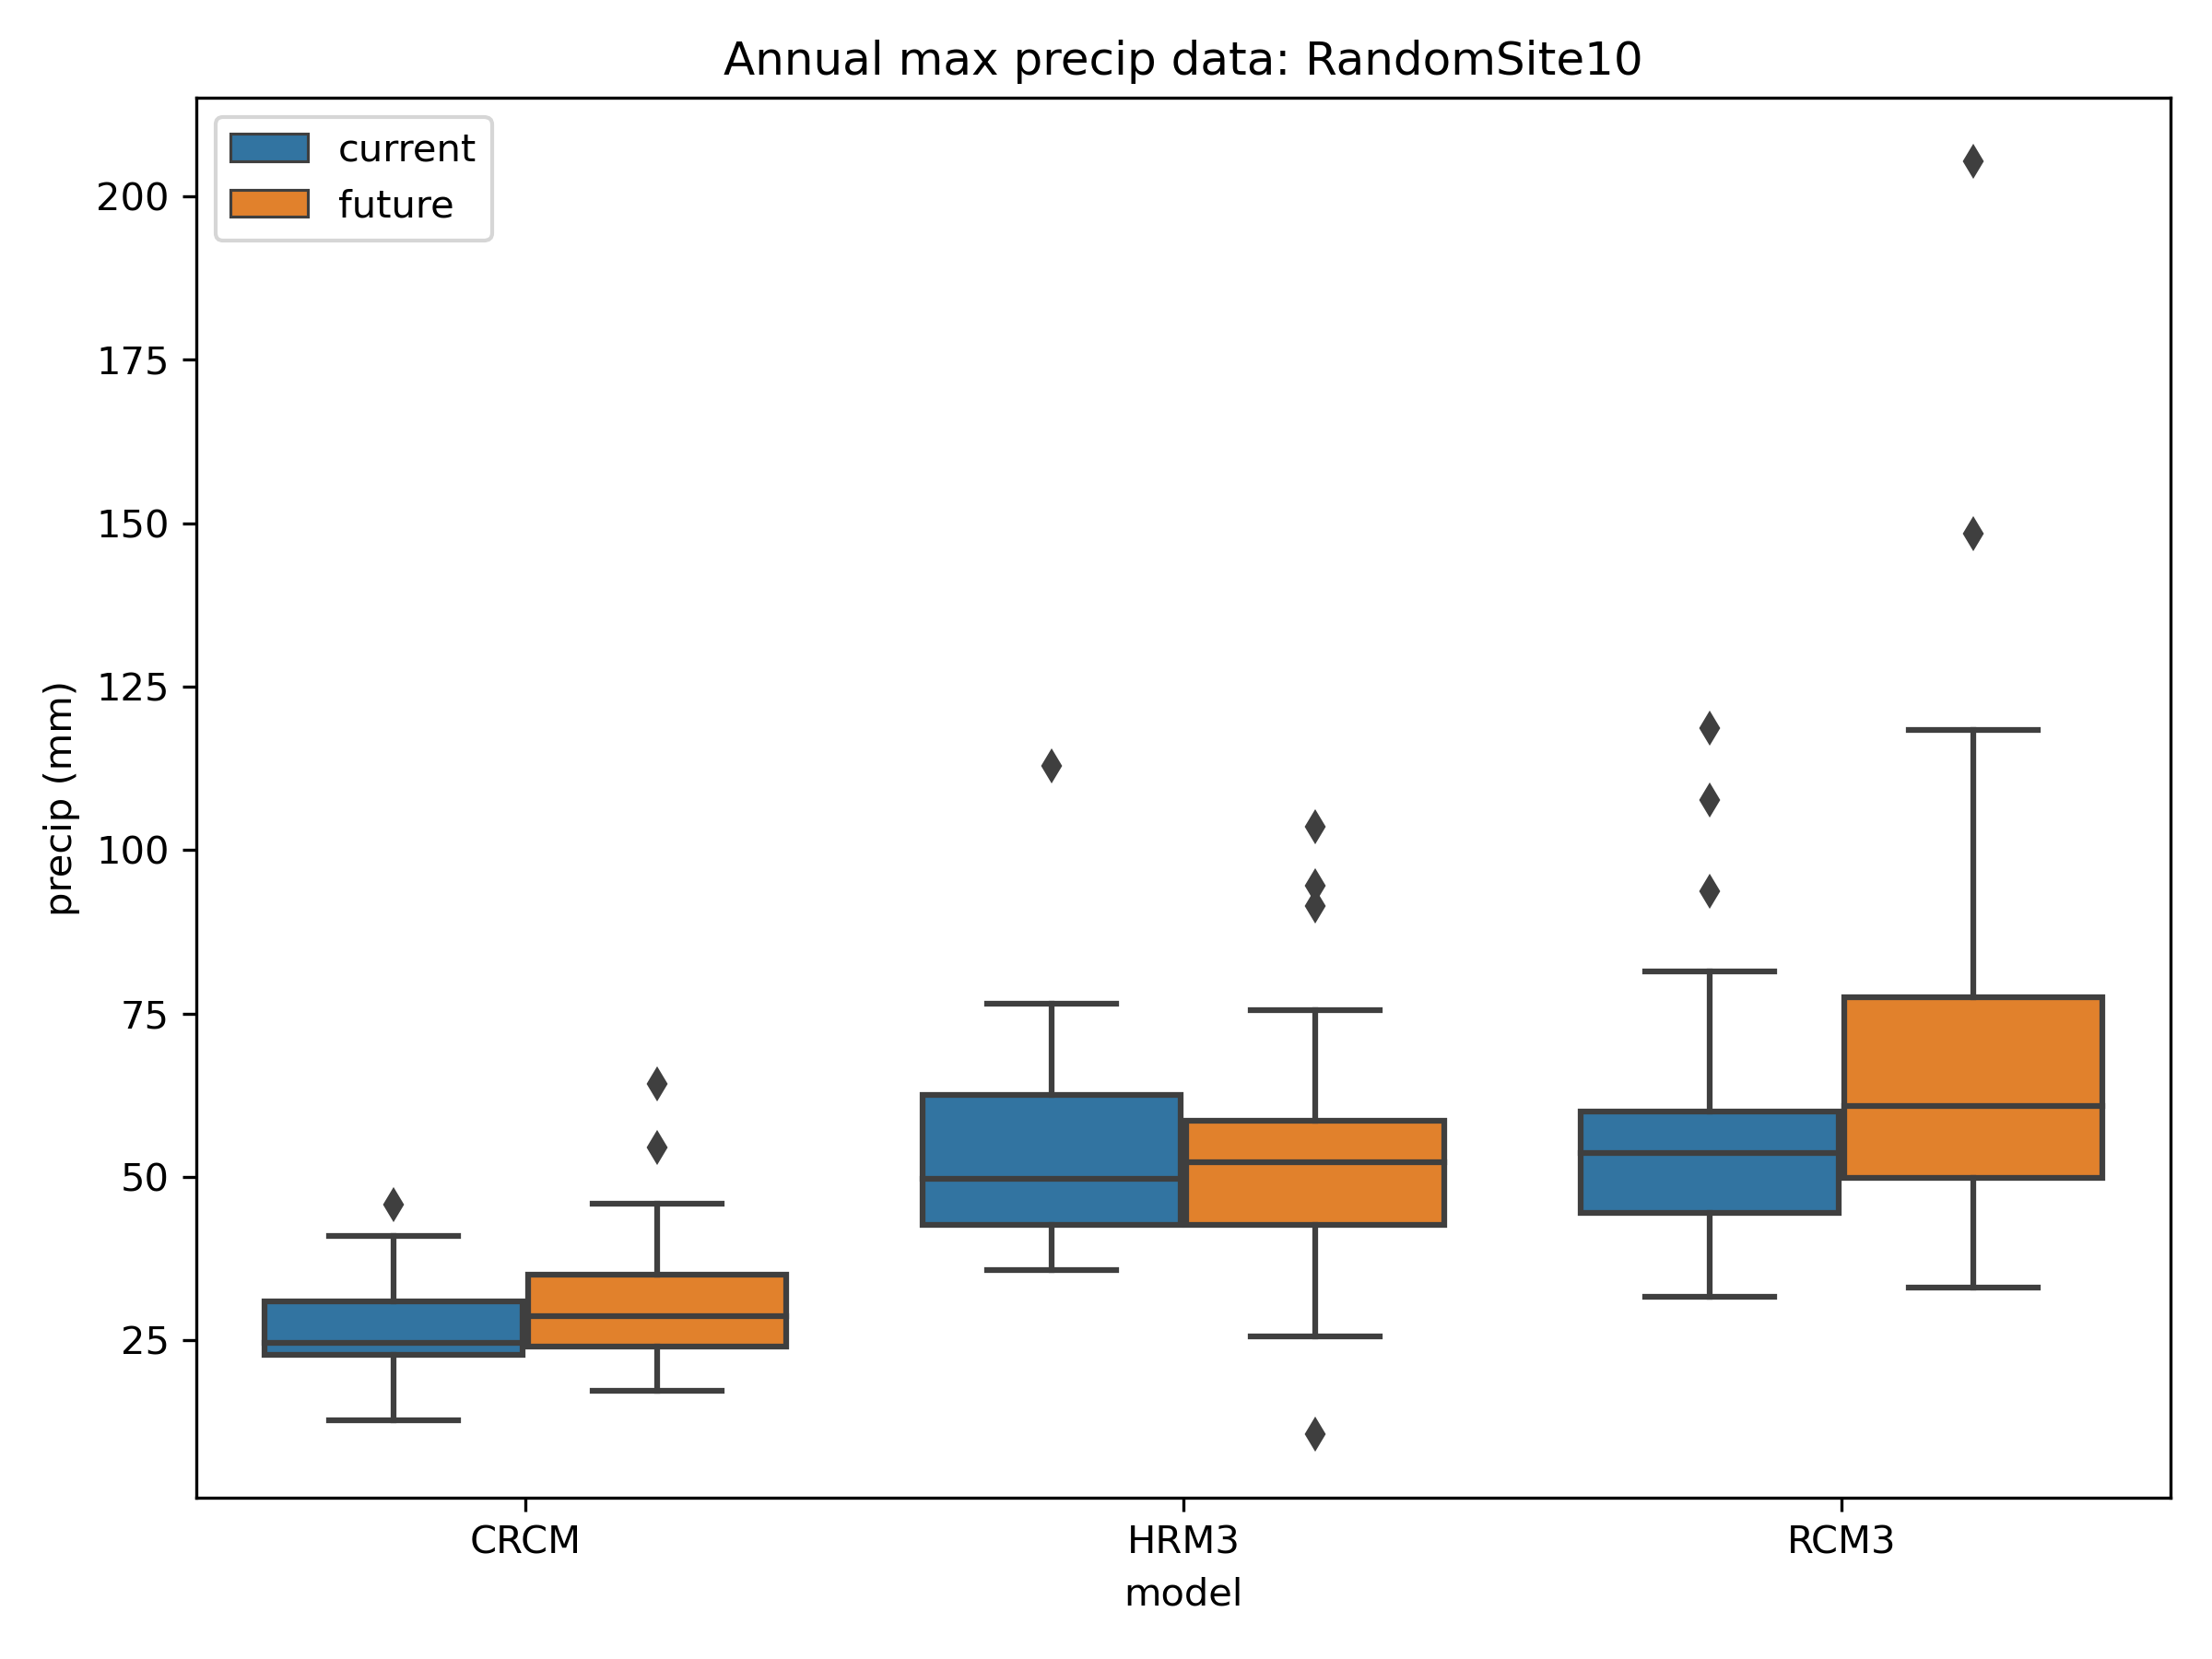 Annual max precip data: RandomSite10
current
future
200
175
150
125
100
75
50
25
precip (mm)
CRCM
HRM3
RCM3
model